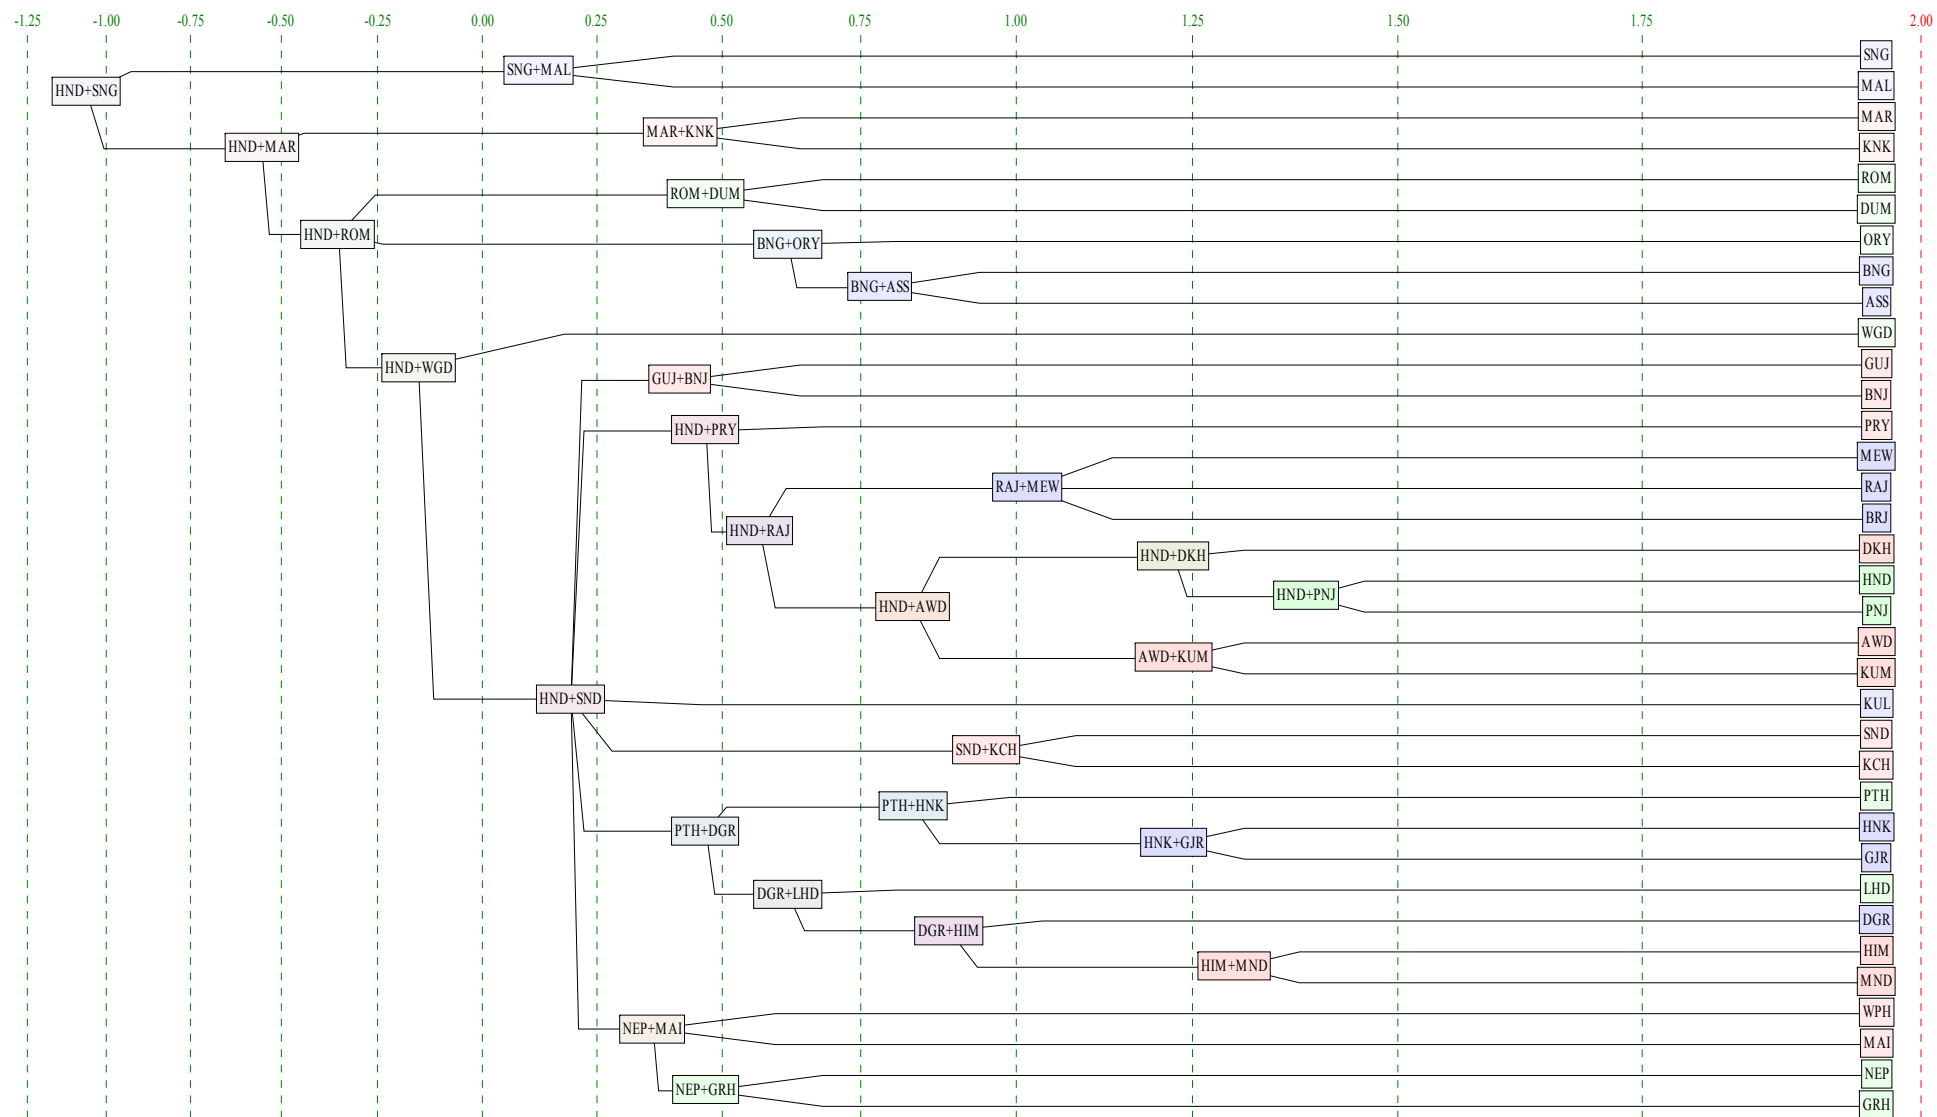 -1.25 -1.00 -0.75 -0.50 -0.25 0.00 0.25 0.50 0.75 1.00 1.25 1.50 1.75 2.00
SNG
SNG+MAL
MAL
HND+SNG
MAR
MAR+KNK
HND+MAR
KNK
ROM
ROM+DUM
DUM
HND+ROM
ORY
BNG+ORY
BNG
BNG+ASS
ASS
WGD
HND+WGD
GUJ
GUJ+BNJ
BNJ
PRY
HND+PRY
MEW
RAJ+MEW
RAJ
BRJ
HND+RAJ
DKH
HND+DKH
HND
HND+PNJ
PNJ
HND+AWD
AWD
AWD+KUM
KUM
HND+SND
KUL
SND
SND+KCH
KCH
PTH
PTH+HNK
HNK
PTH+DGR
HNK+GJR
GJR
LHD
DGR+LHD
DGR
DGR+HIM
HIM
HIM+MND
MND
WPH
NEP+MAI
MAI
NEP
NEP+GRH
GRH